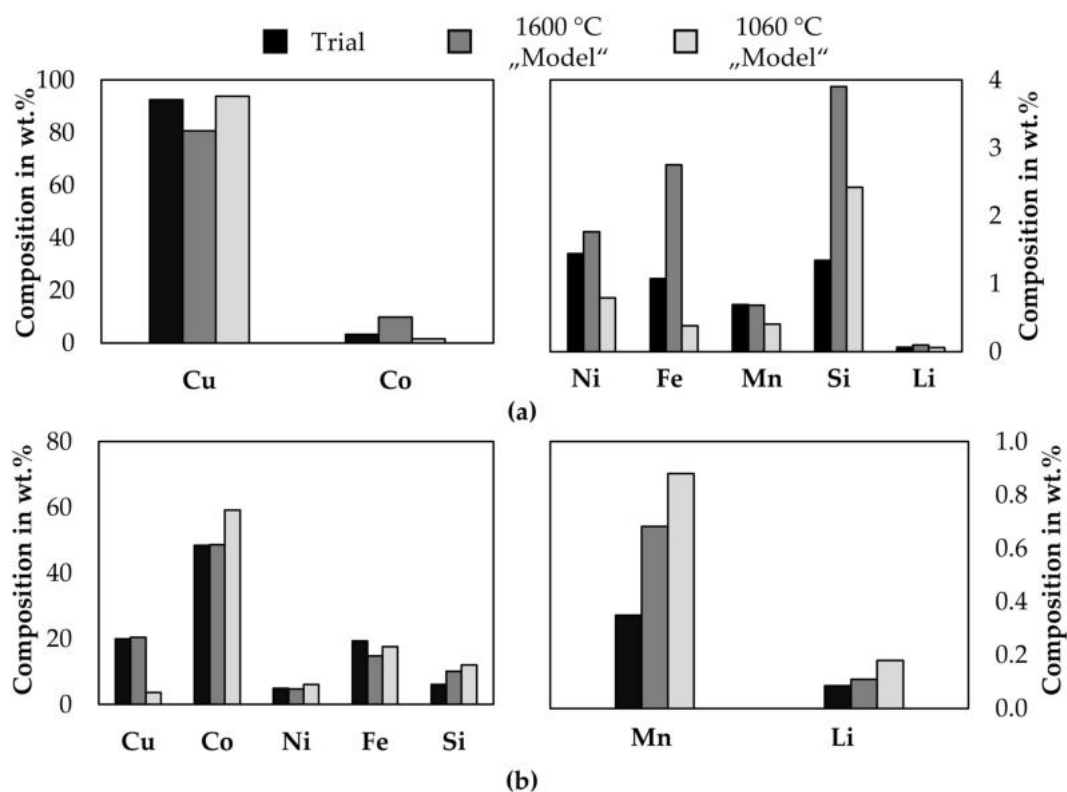 Trial
1600 °C
„Model“
1060 °C
„Model“
Composition in wt.%
100
80
60
40
20
0
Cu Co
4
3
2
1
0
Composition in wt.%
Ni Fe Mn Si Li
(a)
Composition in wt.%
80
60
40
20
0
Cu Co Ni Fe Si
1.0
0.8
0.6
0.4
0.2
0.0
Composition in wt.%
Mn Li
(b)